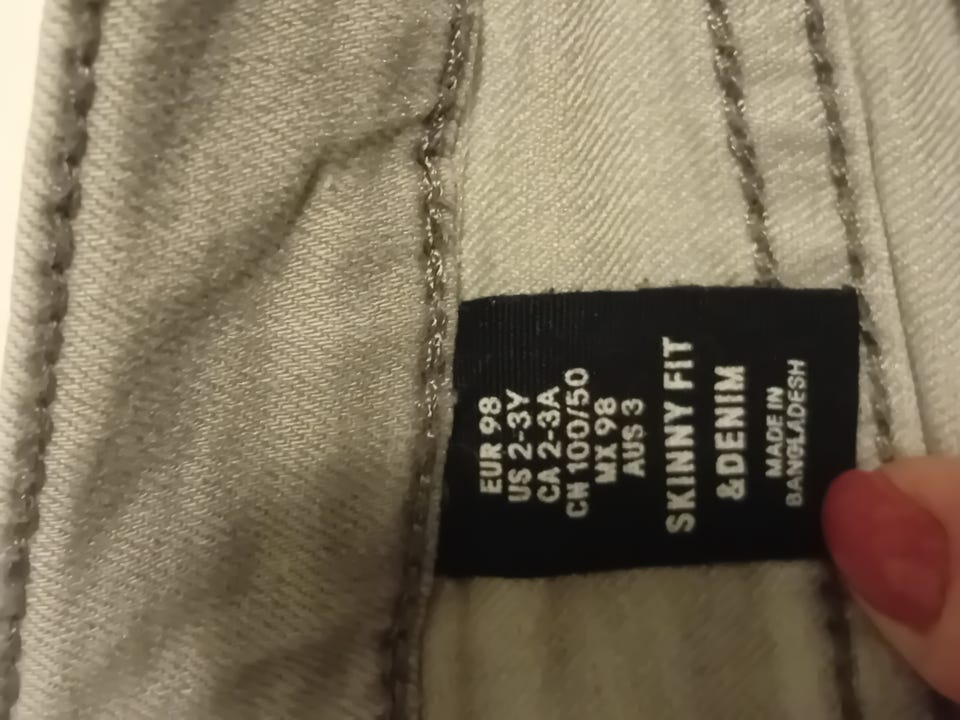 EUR 98
US 2-3Y
CA 2-3A
CN 100/50
MX 98
AUS 3
SKINNY FIT
&DENIM
MADE IN
BANGLADESH